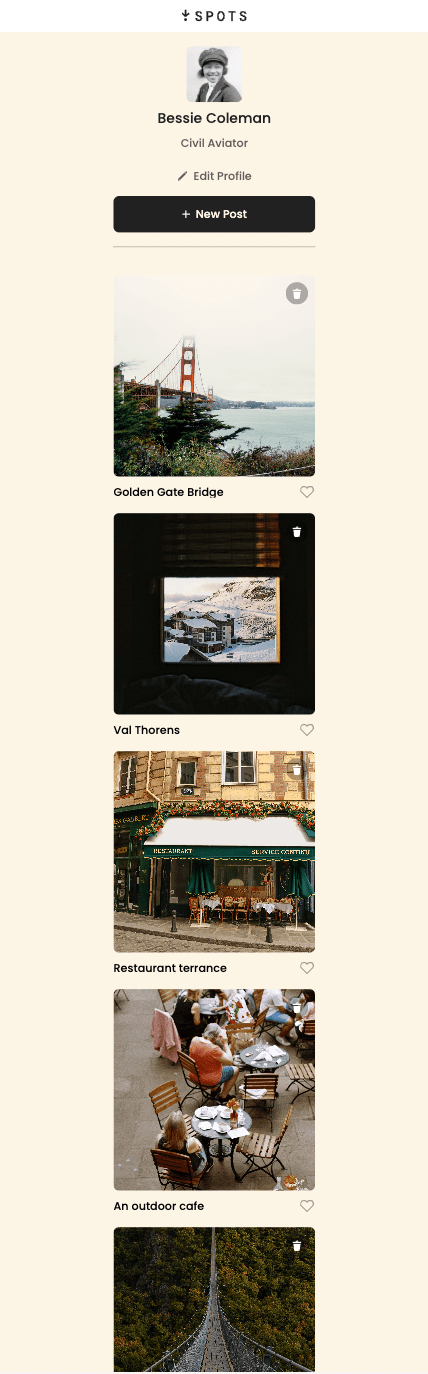 SPOTS
Bessie Coleman
Civil Aviator
Edit Profile
+ New Post
Golden Gate Bridge
Val Thorens
RESTAURANT
SERVICE CONTINU
Restaurant terrance
An outdoor cafe